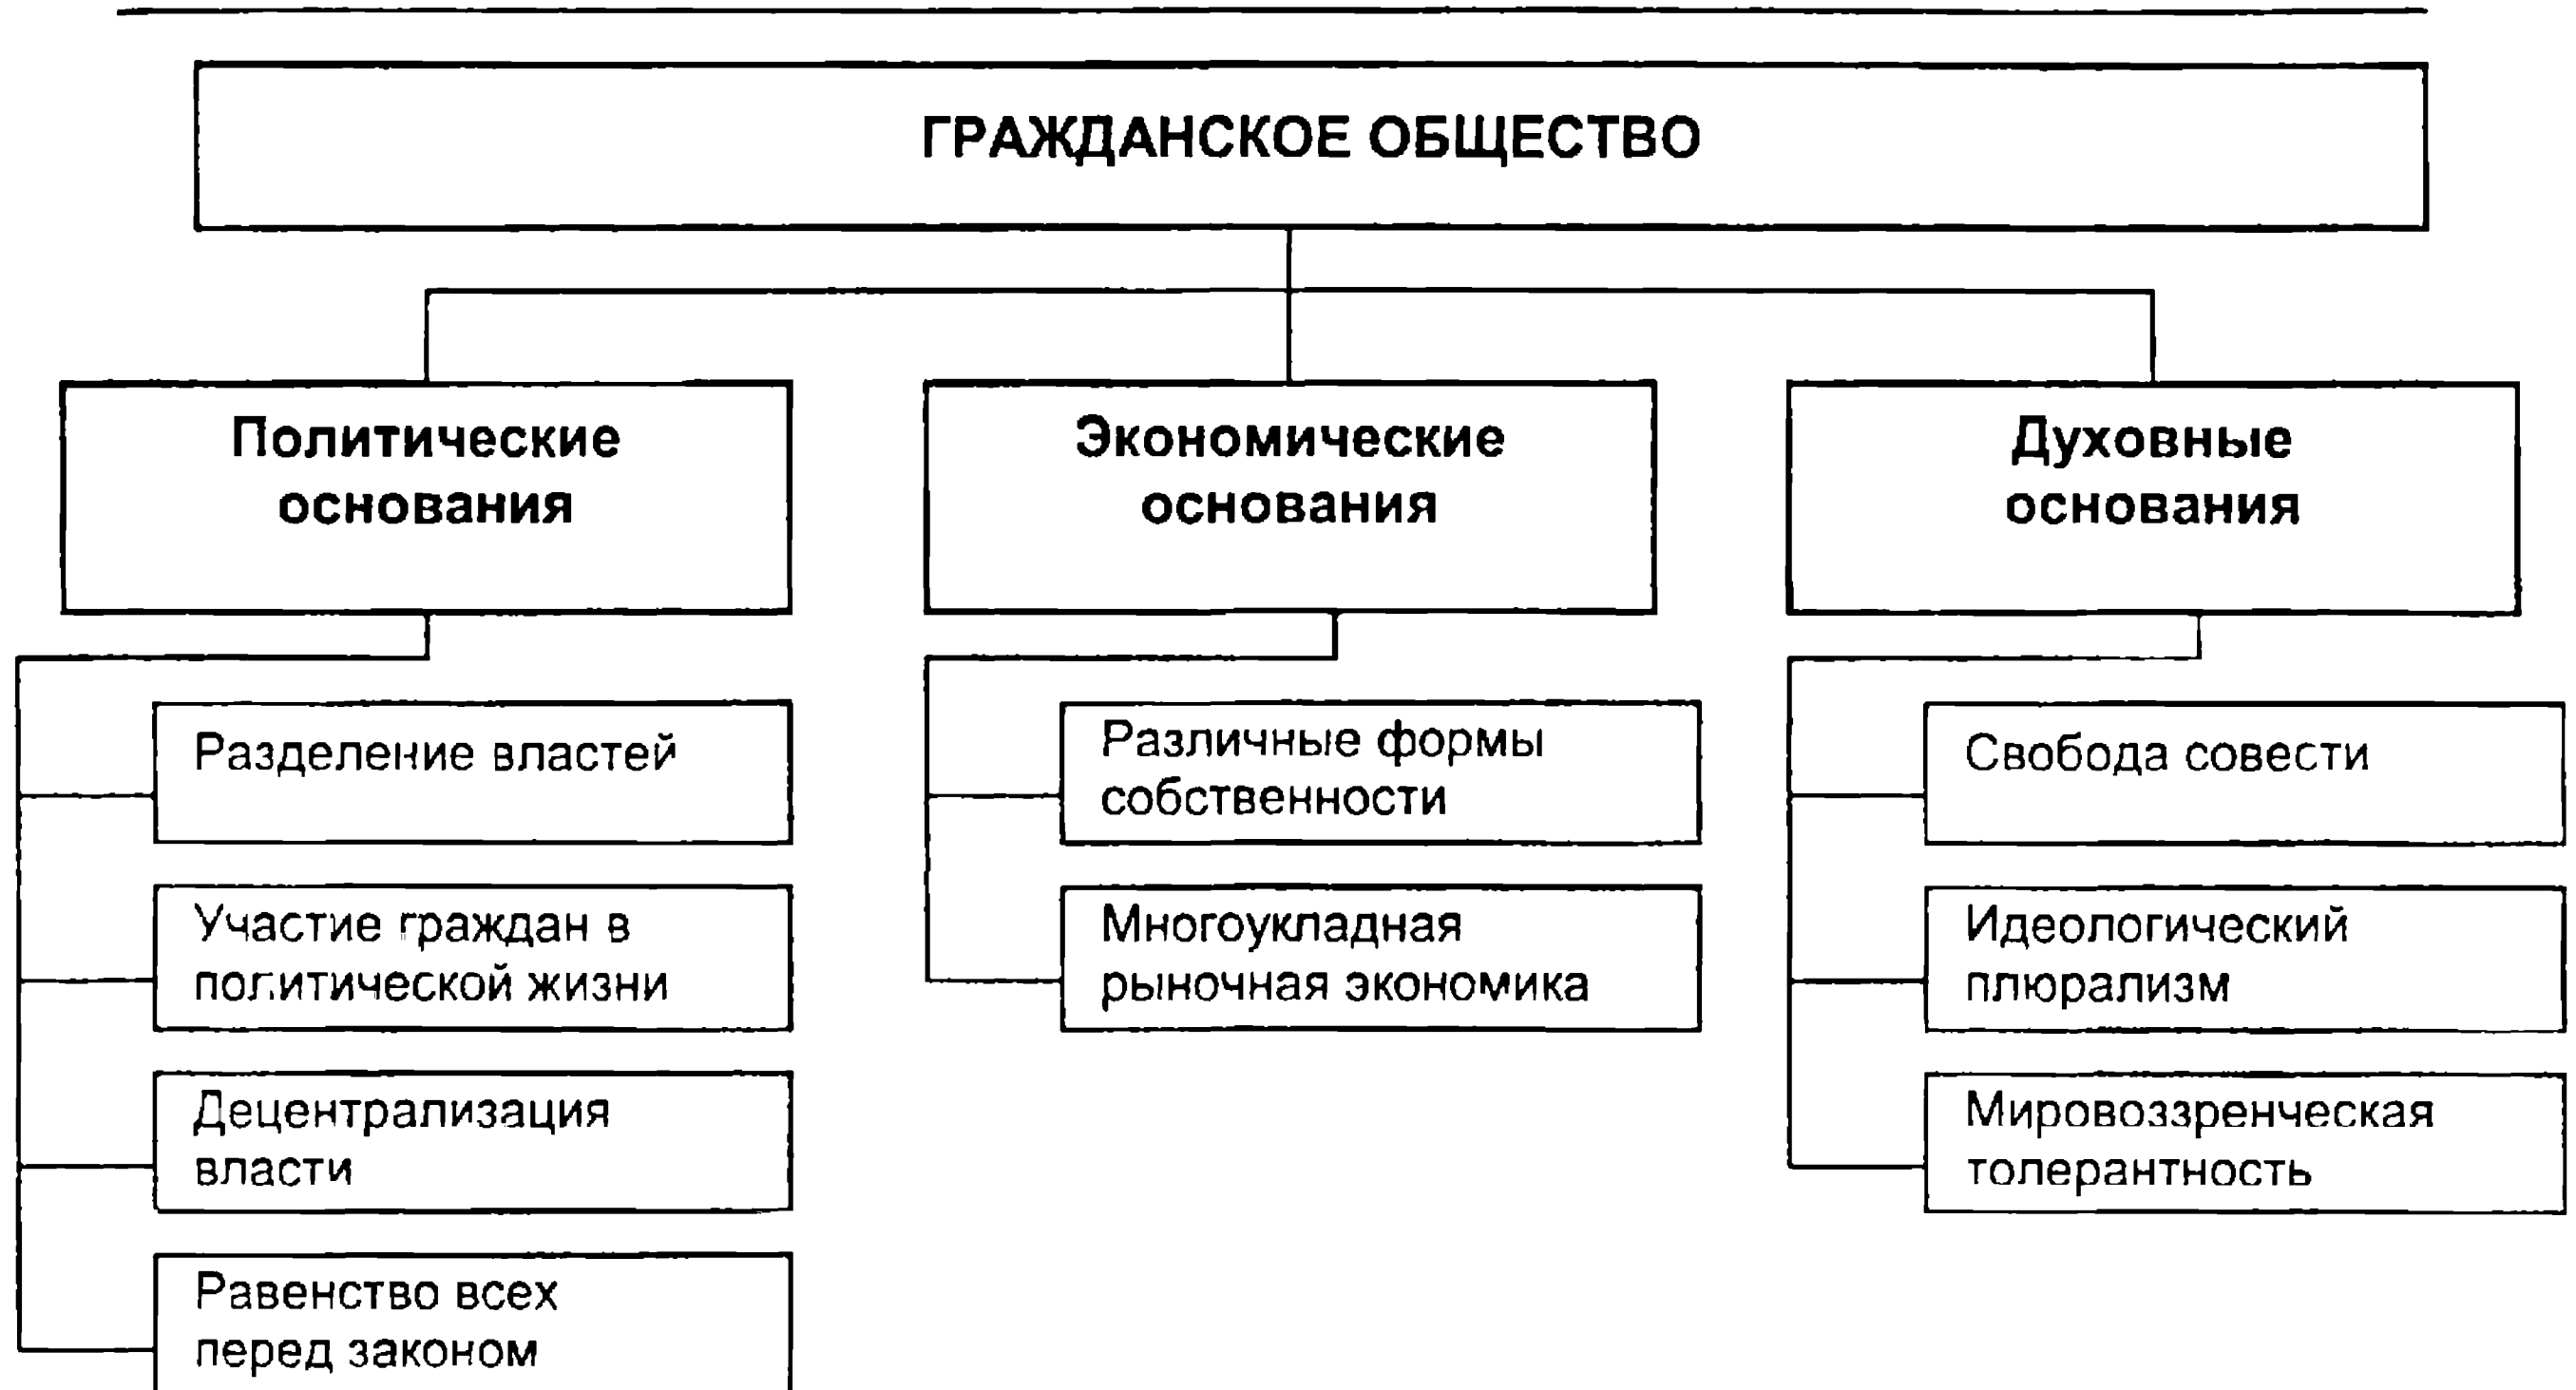 ГРАЖДАНСКОЕ ОБЩЕСТВО
Политические
основания
Разделение властей
Участие граждан в
политической жизни
Децентрализация
власти
Равенство всех
перед законом
Экономические
основания
Различные формы
собственности
Многоукладная
рыночная экономика
Духовные
основания
Свобода совести
Идеологический
плюрализм
Мировоззренческая
толерантность